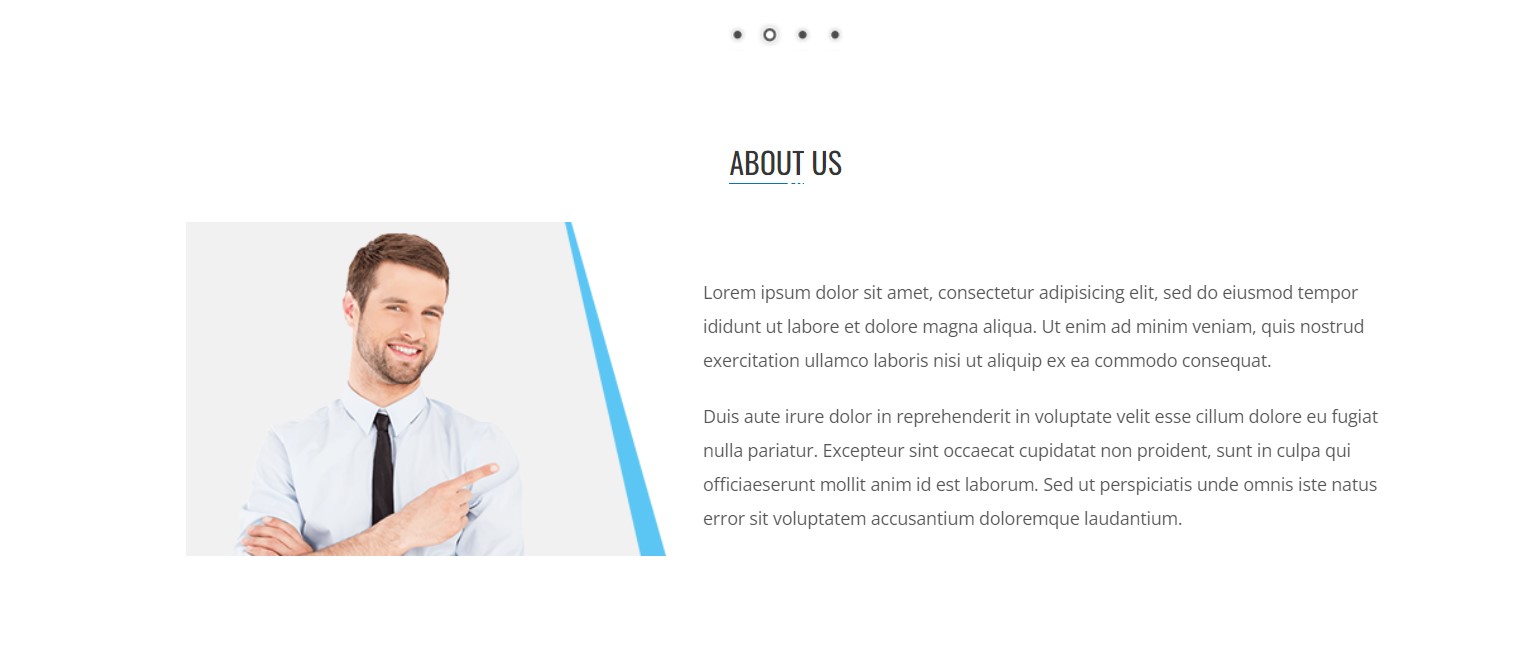 ABOUT US
Lorem ipsum dolor sit amet, consectetur adipisicing elit, sed do eiusmod tempor
ididunt ut labore et dolore magna aliqua. Ut enim ad minim veniam, quis nostrud
exercitation ullamco laboris nisi ut aliquip ex ea commodo consequat.
Duis aute irure dolor in reprehenderit in voluptate velit esse cillum dolore eu fugiat
nulla pariatur. Excepteur sint occaecat cupidatat non proident, sunt in culpa qui
officiaeserunt mollit anim id est laborum. Sed ut perspiciatis unde omnis iste natus
error sit voluptatem accusantium doloremque laudantium.